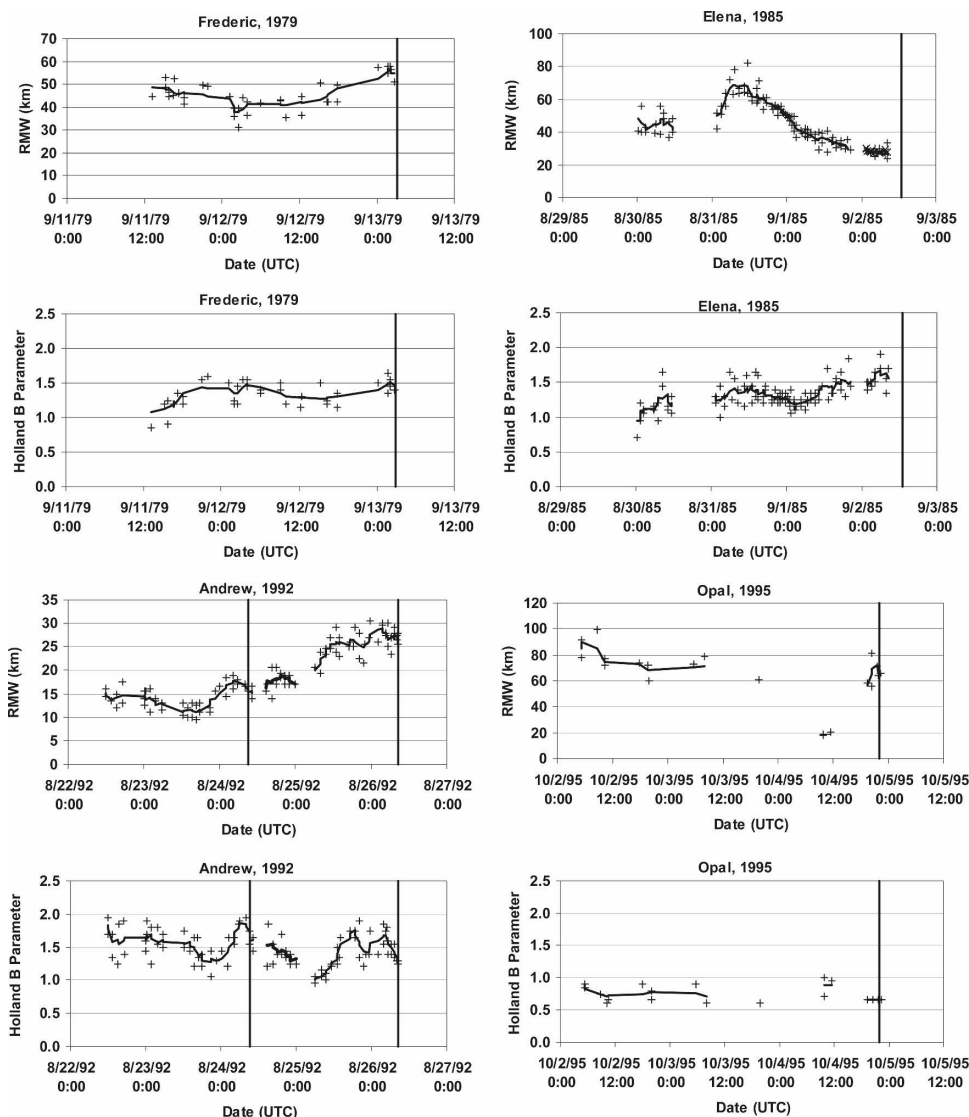 Frederic, 1979
RMW (km)
70
60
50
40
30
20
10
0
9/11/79 9/11/79 9/12/79 9/12/79 9/13/79 9/13/79
0:00 12:00 0:00 12:00 0:00 12:00
Date (UTC)
Elena, 1985
RMW (km)
100
80
60
40
20
0
8/29/85 8/30/85 8/31/85 9/1/85 9/2/85 9/3/85
0:00 0:00 0:00 0:00 0:00 0:00
Date (UTC)
Frederic, 1979
Holland B Parameter
2.5
2.0
1.5
1.0
0.5
0.0
9/11/79 9/11/79 9/12/79 9/12/79 9/13/79 9/13/79
0:00 12:00 0:00 12:00 0:00 12:00
Date (UTC)
Elena, 1985
Holland B Parameter
2.5
2.0
1.5
1.0
0.5
0.0
8/29/85 8/30/85 8/31/85 9/1/85 9/2/85 9/3/85
0:00 0:00 0:00 0:00 0:00 0:00
Date (UTC)
Andrew, 1992
RMW (km)
35
30
25
20
15
10
5
0
8/22/92 8/23/92 8/24/92 8/25/92 8/26/92 8/27/92
0:00 0:00 0:00 0:00 0:00 0:00
Date (UTC)
Opal, 1995
RMW (km)
120
100
80
60
40
20
0
10/2/95 10/2/95 10/3/95 10/3/95 10/4/95 10/4/95 10/5/95 10/5/95
0:00 12:00 0:00 12:00 0:00 12:00 0:00 12:00
Date (UTC)
Andrew, 1992
Holland B Parameter
2.5
2.0
1.5
1.0
0.5
0.0
8/22/92 8/23/92 8/24/92 8/25/92 8/26/92 8/27/92
0:00 0:00 0:00 0:00 0:00 0:00
Date (UTC)
Opal, 1995
Holland B Parameter
2.5
2.0
1.5
1.0
0.5
0.0
10/2/95 10/2/95 10/3/95 10/3/95 10/4/95 10/4/95 10/5/95 10/5/95
0:00 12:00 0:00 12:00 0:00 12:00 0:00 12:00
Date (UTC)